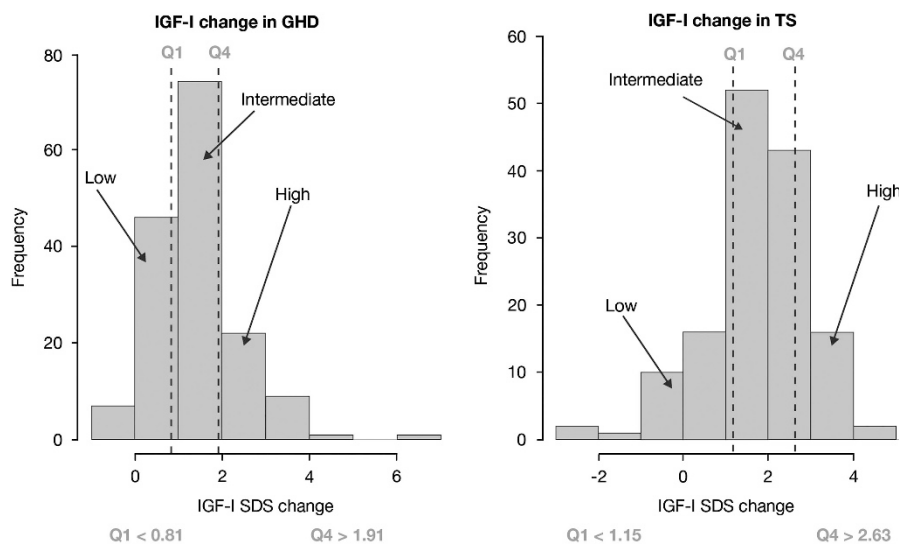 IGF-I change in GHD
Q1 Q4
80
60
40
20
0
Frequency
Low
Intermediate
High
0 2 4 6
IGF-I SDS change
Q1 < 0.81 Q4 > 1.91
IGF-I change in TS
Q1 Q4
60
50
40
30
20
10
0
Frequency
Intermediate
High
Low
-2 0 2 4
IGF-I SDS change
Q1 < 1.15 Q4 > 2.63